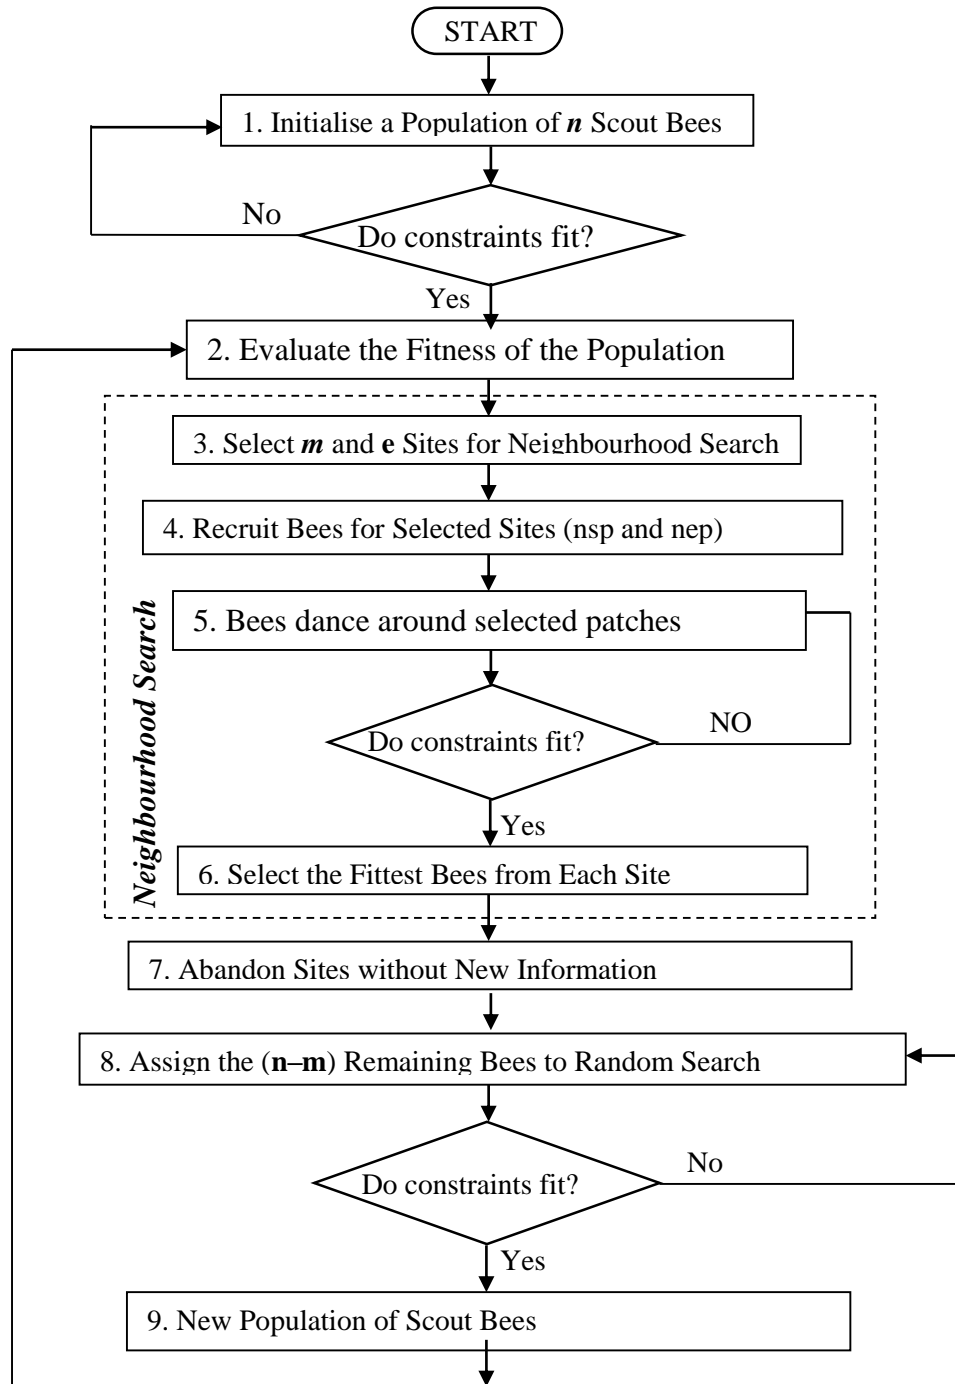 START
1. Initialise a Population of n Scout Bees
No
Do constraints fit?
Yes
2. Evaluate the Fitness of the Population
3. Select m and e Sites for Neighbourhood Search
4. Recruit Bees for Selected Sites (nsp and nep)
5. Bees dance around selected patches
Neighbourhood Search
NO
Do constraints fit?
Yes
6. Select the Fittest Bees from Each Site
7. Abandon Sites without New Information
8. Assign the (n–m) Remaining Bees to Random Search
No
Do constraints fit?
Yes
9. New Population of Scout Bees